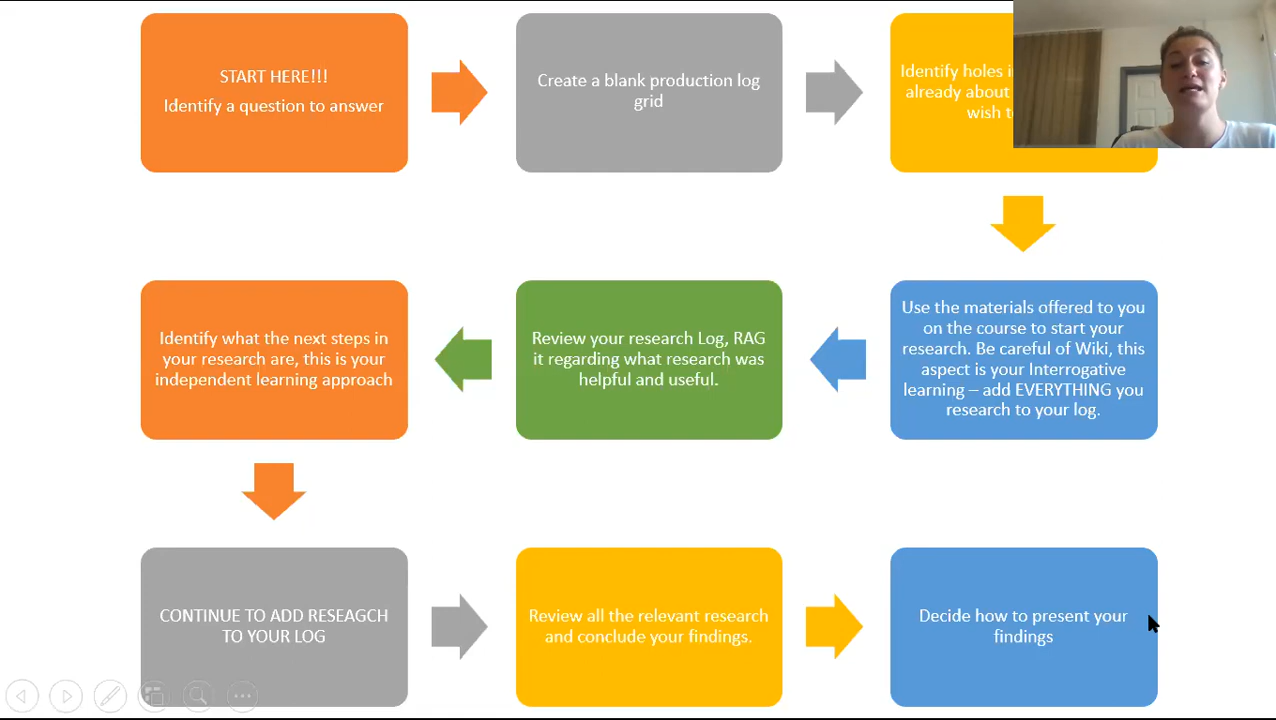 START HERE!!!
Identify a question to answer
Create a blank production log
grid
Identify holes i
already about
wish t
Use the materials offered to you
on the course to start your
research. Be careful of Wiki, this
aspect is your Interrogative
learning – add EVERYTHING you
research to your log.
Review your research Log, RAG
it regarding what research was
helpful and useful.
Identify what the next steps in
your research are, this is your
independent learning approach
CONTINUE TO ADD RESEAGCH
TO YOUR LOG
Review all the relevant research
and conclude your findings.
Decide how to present your
findings